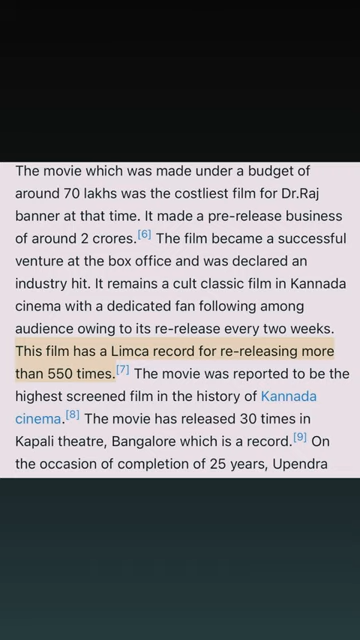 The movie which was made under a budget of
around 70 lakhs was the costliest film for Dr.Raj
banner at that time. It made a pre-release business
of around 2 crores.[6] The film became a successful
venture at the box office and was declared an
industry hit. It remains a cult classic film in Kannada
cinema with a dedicated fan following among
audience owing to its re-release every two weeks.
This film has a Limca record for re-releasing more
than 550 times.[7] The movie was reported to be the
highest screened film in the history of Kannada
cinema.[8] The movie has released 30 times in
Kapali theatre, Bangalore which is a record.[9] On
the occasion of completion of 25 years, Upendra